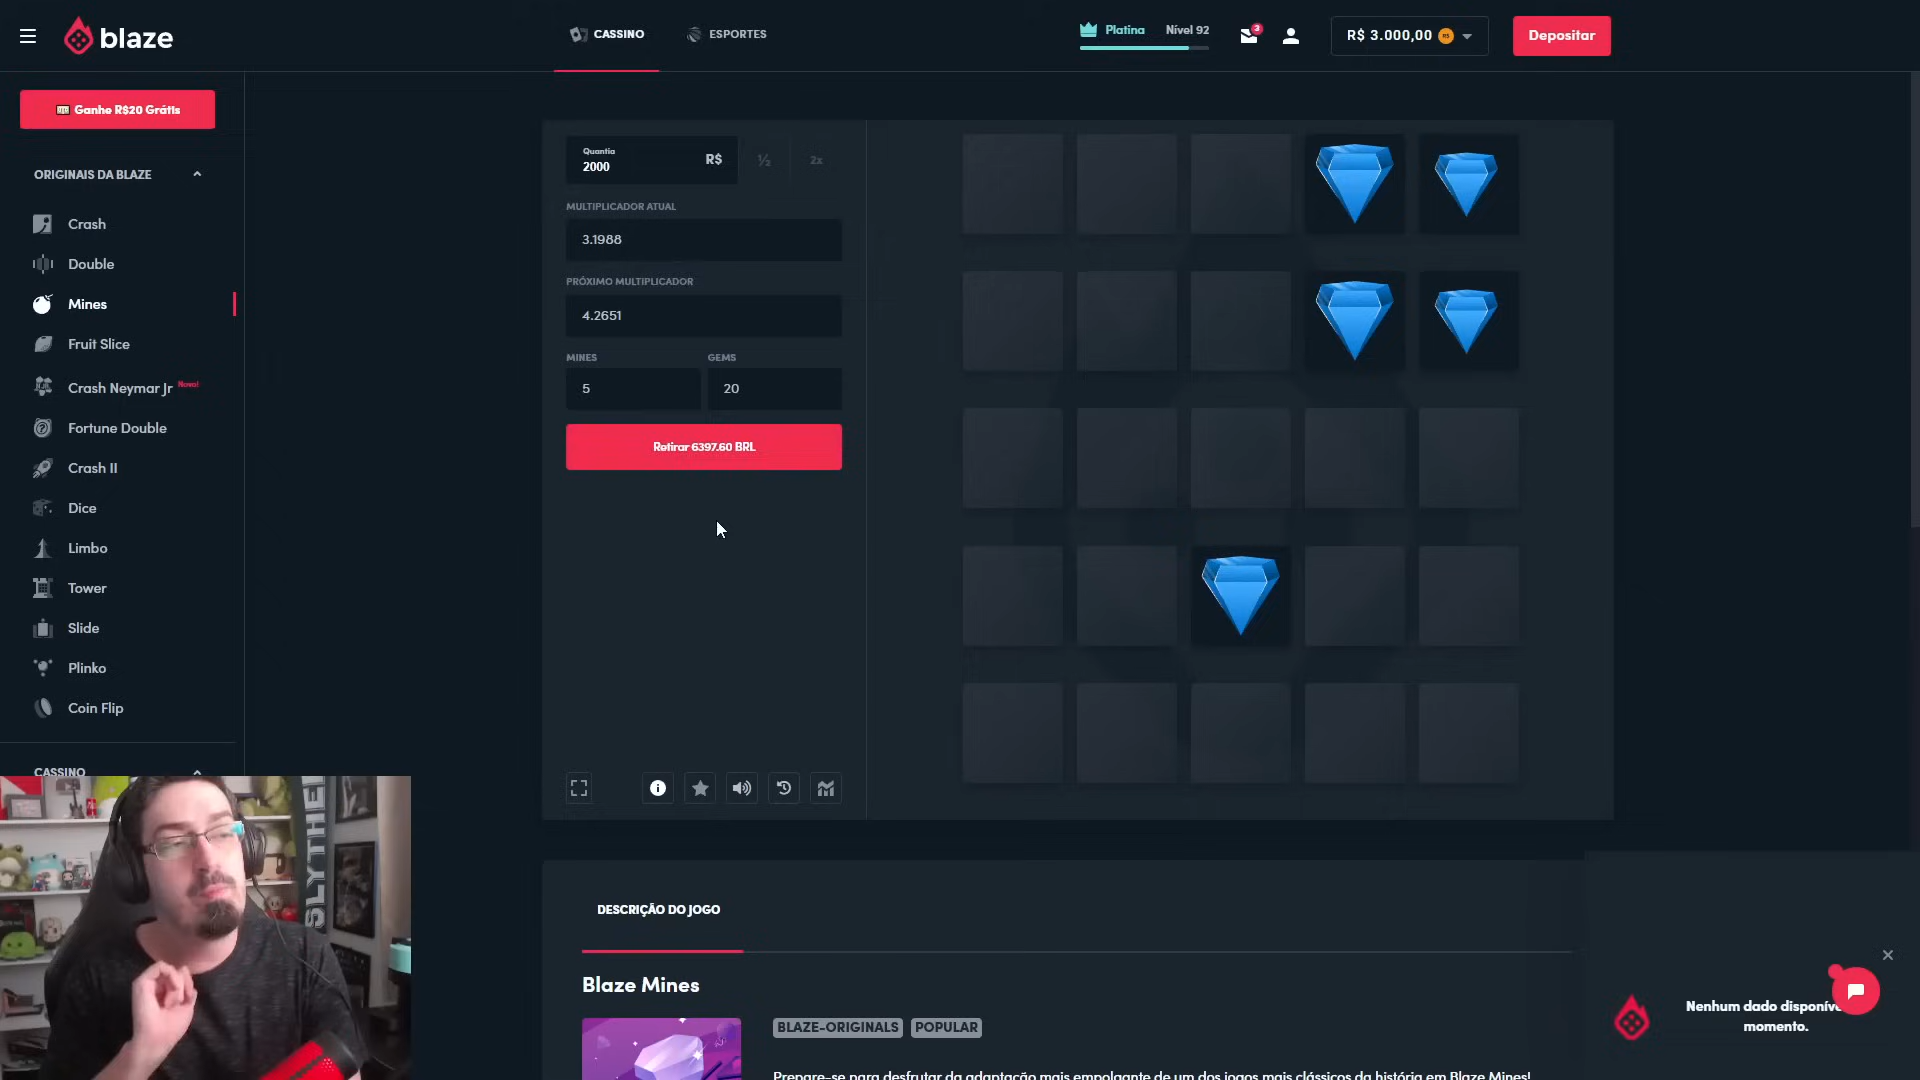 blaze
CASSINO
ESPORTES
Platina
Nível 92
3
R$ 3.000,00
R$
Depositar
Ganhe R$20 Grátis
ORIGINAIS DA BLAZE
Crash
Double
Mines
Fruit Slice
Crash Neymar Jr Novo!
Fortune Double
Crash II
Dice
Limbo
Tower
Slide
Plinko
Coin Flip
CASSINO
Quantia
2000
R$
½
2x
MULTIPLICADOR ATUAL
3.1988
PRÓXIMO MULTIPLICADOR
4.2651
MINES
GEMS
5
20
Retirar 6397.60 BRL
DESCRIÇÃO DO JOGO
Blaze Mines
BLAZE-ORIGINALS
POPULAR
Prepare-se para desfrutar da adaptação mais empolgante de um dos jogos mais clássicos da história em Blaze Mines!
Nenhum dado disponíve
momento.
SLYTHE